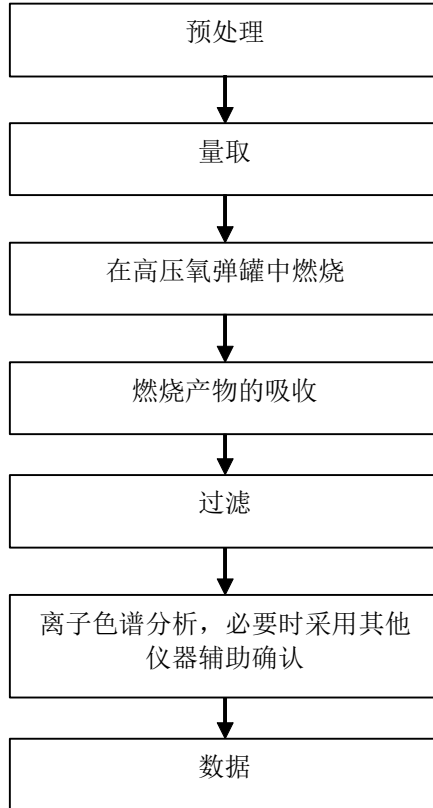 预处理
量取
在高压氧弹罐中燃烧
燃烧产物的吸收
过滤
离子色谱分析，必要时采用其他
仪器辅助确认
数据